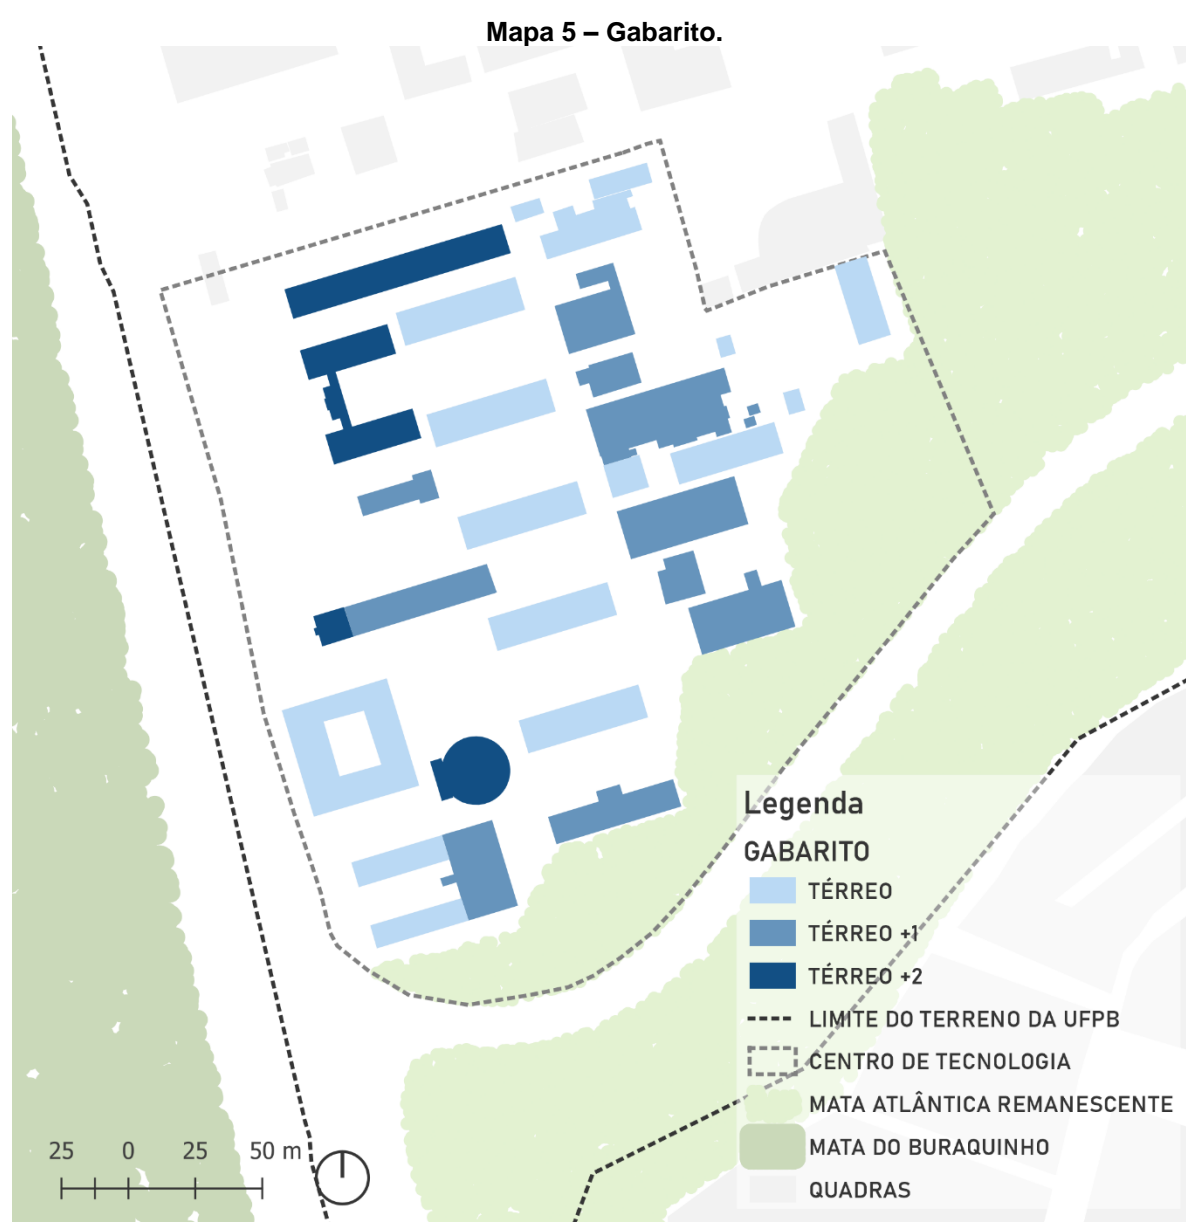 Mapa 5 – Gabarito.
Legenda
GABARITO
TÉRREO
TÉRREO +1
TÉRREO +2
LIMITE DO TERRENO DA UFPB
CENTRO DE TECNOLOGIA
MATA ATLÂNTICA REMANESCENTE
MATA DO BURAQUINHO
QUADRAS
25 0 25 50 m